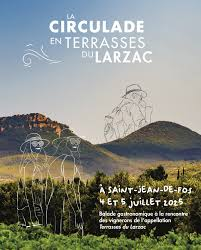 LA
CIRCULADE
EN TERRASSES
DU LARZAC
À SAINT-JEAN-DE-FOS
4 ET 5 JUILLET 2025
Balade gastronomique à la rencontre
des vignerons de l'appellation
Terrasses du Larzac